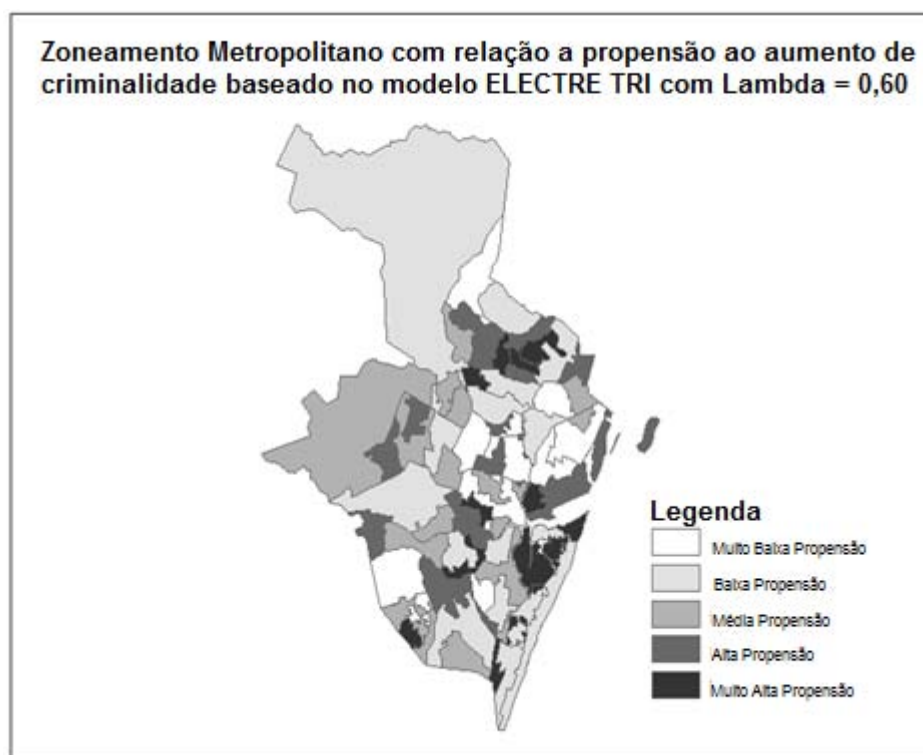 Zoneamento Metropolitano com relação a propensão ao aumento de
criminalidade baseado no modelo ELECTRE TRI com Lambda = 0,60
Legenda
Muito Baixa Propensão
Baixa Propensão
Média Propensão
Alta Propensão
Muito Alta Propensão